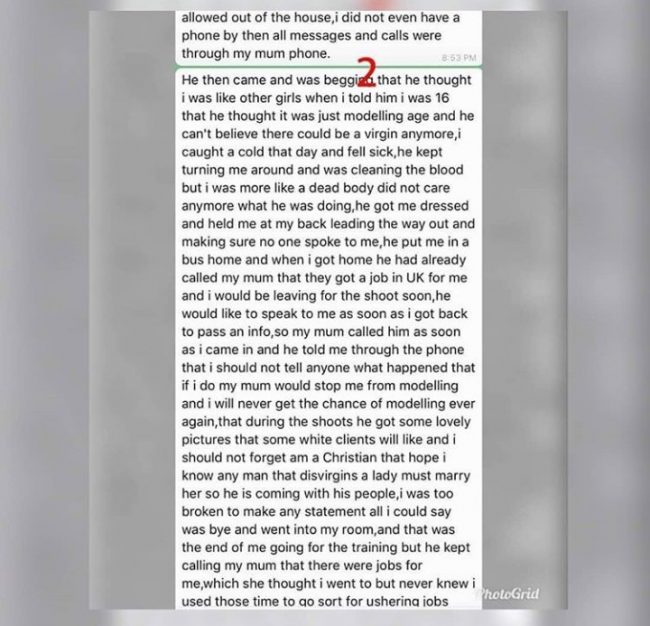 allowed out of the house,i did not even have a
phone by then all messages and calls were
through my mum phone.
8:53 PM
2
He then came and was begging that he thought
i was like other girls when i told him i was 16
that he thought it was just modelling age and he
can't believe there could be a virgin anymore,i
caught a cold that day and fell sick,he kept
turning me around and was cleaning the blood
but i was more like a dead body did not care
anymore what he was doing,he got me dressed
and held me at my back leading the way out and
making sure no one spoke to me,he put me in a
bus home and when i got home he had already
called my mum that they got a job in UK for me
and i would be leaving for the shoot soon,he
would like to speak to me as soon as i got back
to pass an info,so my mum called him as soon
as i came in and he told me through the phone
that i should not tell anyone what happened that
if i do my mum would stop me from modelling
and i will never get the chance of modelling ever
again,that during the shoots he got some lovely
pictures that some white clients will like and i
should not forget am a Christian that hope i
know any man that disvirgins a lady must marry
her so he is coming with his people,i was too
broken to make any statement all i could say
was bye and went into my room,and that was
the end of me going for the training but he kept
calling my mum that there were jobs for
me,which she thought i went to but never knew i
used those time to go sort for ushering jobs
PhotoGrid